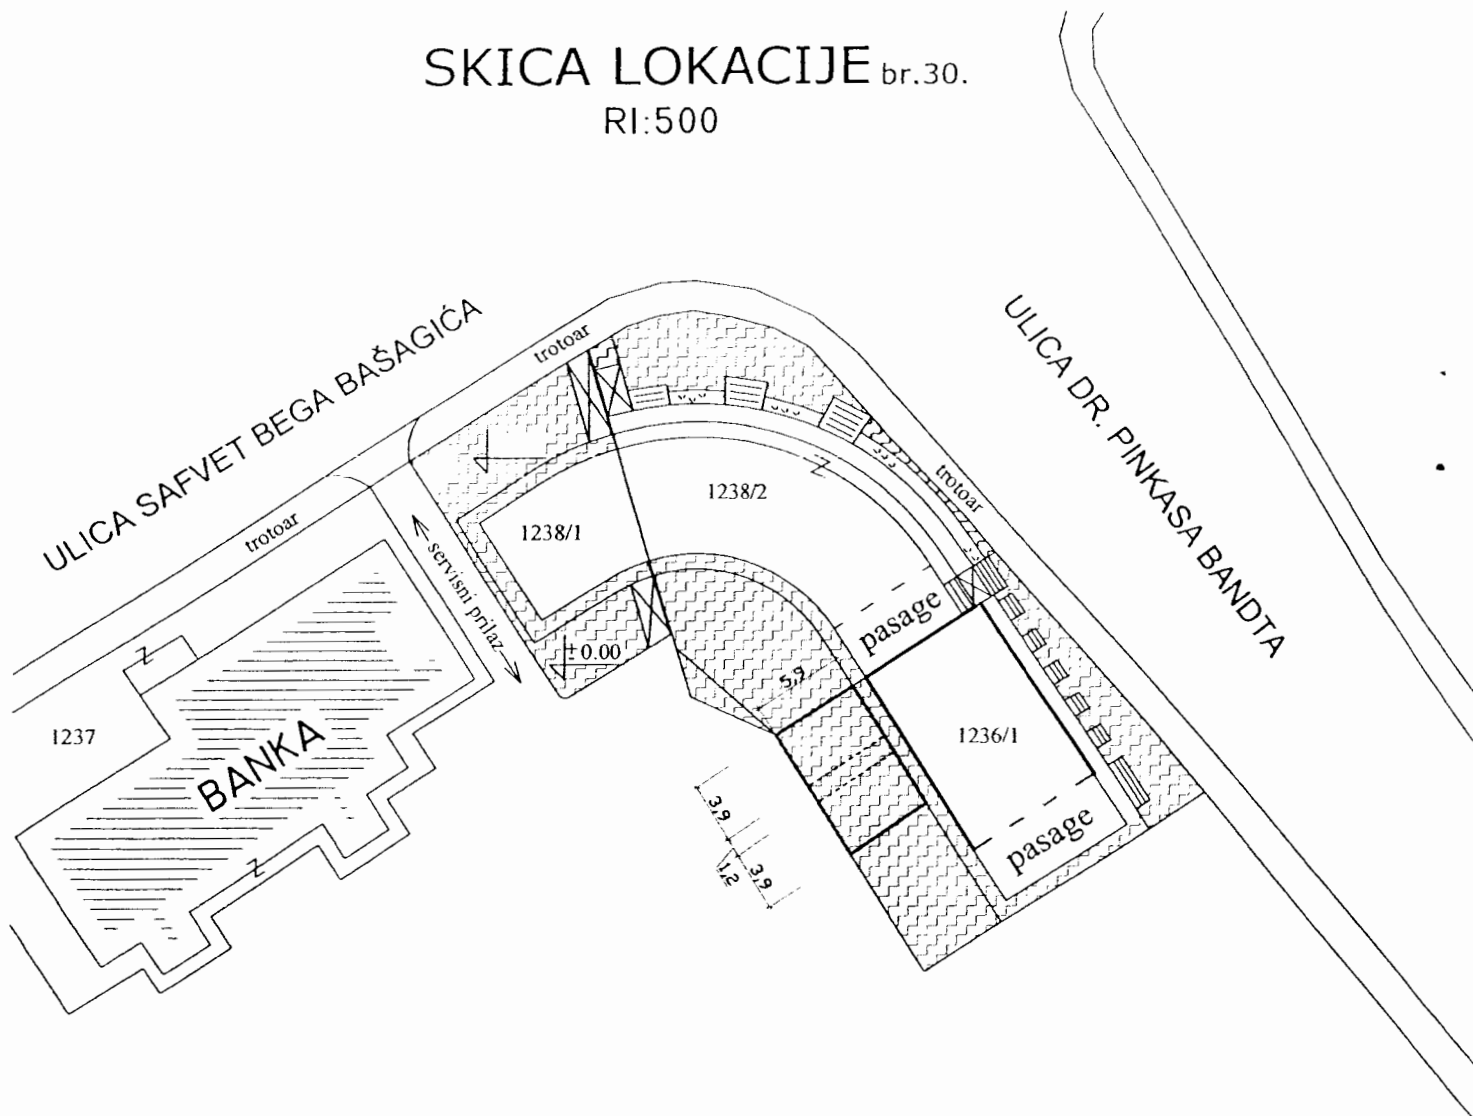 SKICA LOKACIJE br.30.
RI:500
ULICA SAFVET BEGA BAŠAGIĆA
trotoar
trotoar
ULICA DR. PINKASA BANDTA
trotoar
Z
1238/2
1238/1
servisni prilaz
pasage
±0.00
5,9
Z
1237
BANKA
1236/1
3,9
1,2
3,9
pasage
Z